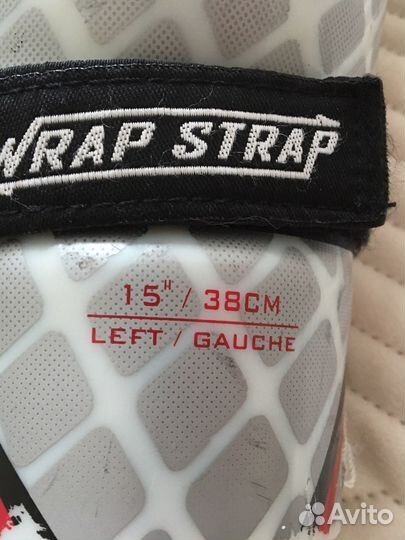 WRAP STRAP
15" / 38CM
LEFT / GAUCHE
Avito